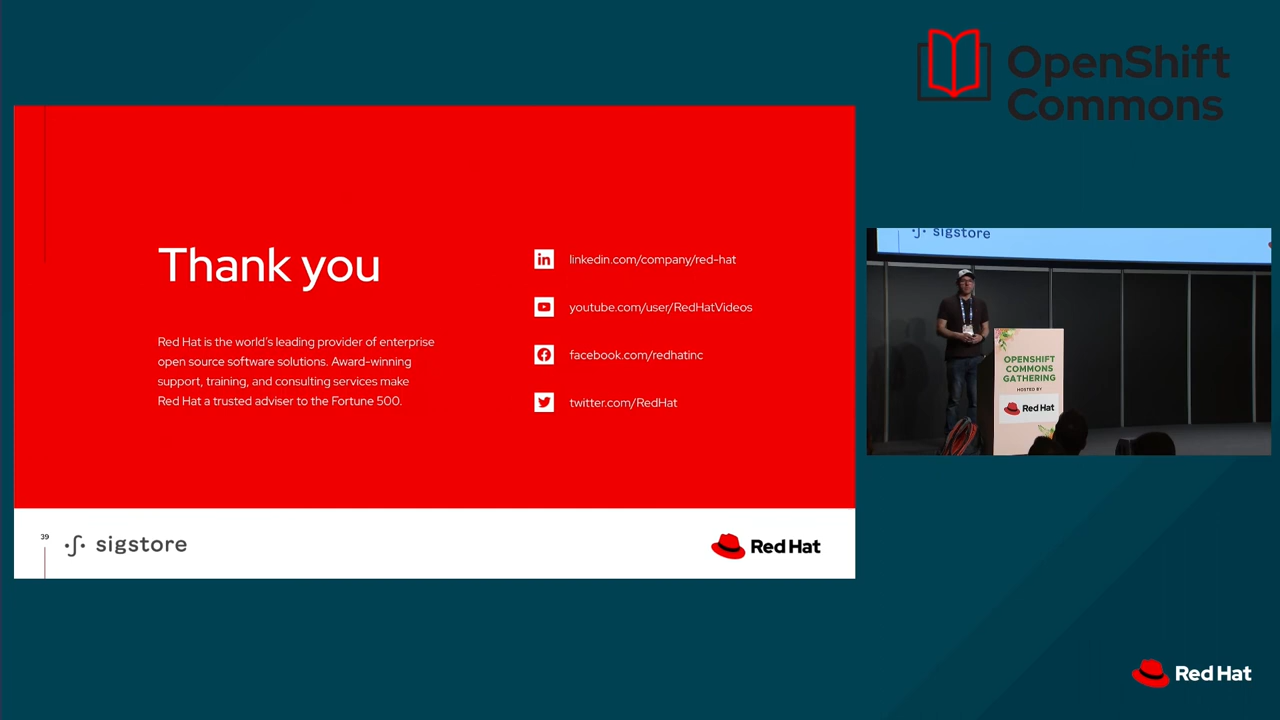 OpenShift
Commons
Thank you
Red Hat is the world's leading provider of enterprise
open source software solutions. Award-winning
support, training, and consulting services make
Red Hat a trusted adviser to the Fortune 500.
linkedin.com/company/red-hat
youtube.com/user/RedHatVideos
facebook.com/redhatinc
twitter.com/RedHat
39
sigstore
Red Hat
sigstore
OPENSHIFT
COMMONS
GATHERING
HOSTED BY
Red Hat
Red Hat